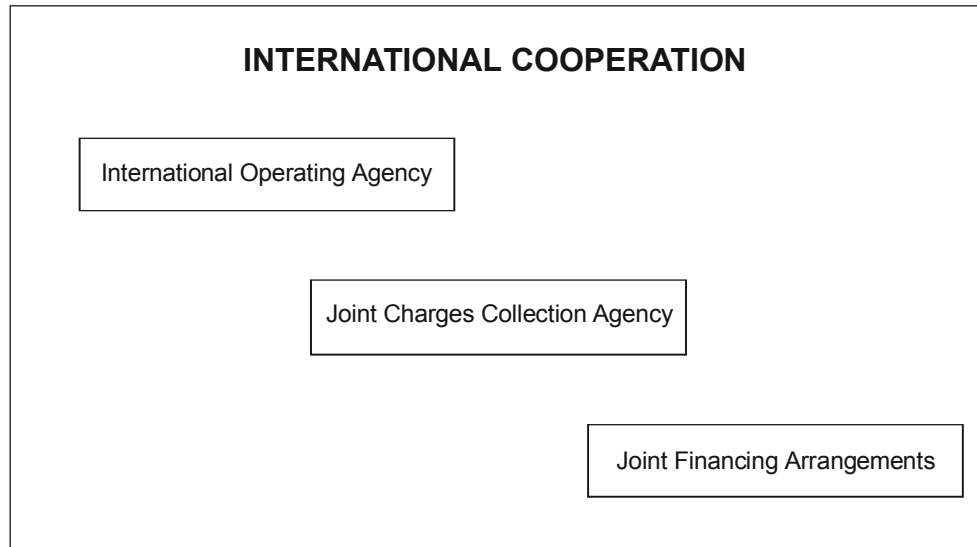 INTERNATIONAL COOPERATION
International Operating Agency
Joint Charges Collection Agency
Joint Financing Arrangements